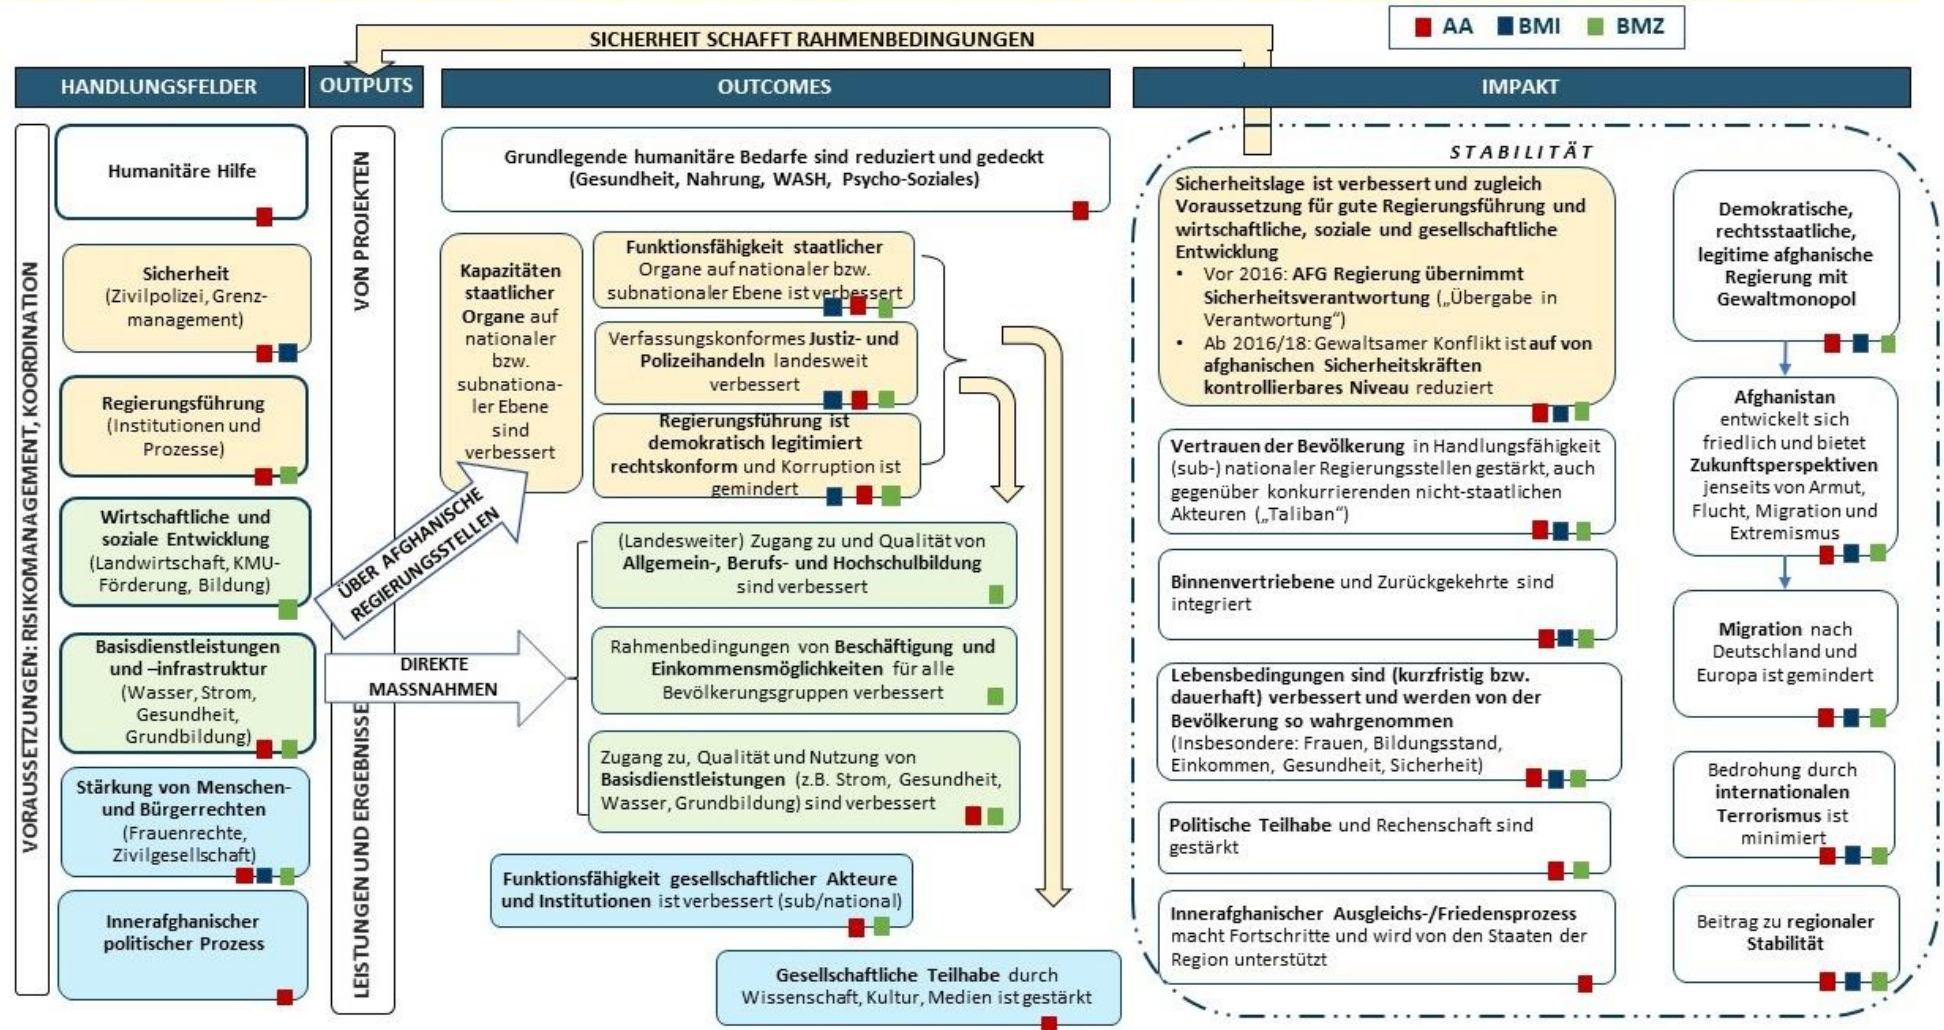 SICHERHEIT SCHAFFT RAHMENBEDINGUNGEN
AA
BMI
BMZ
HANDLUNGSFELDER
OUTPUTS
OUTCOMES
IMPAKT
VORAUSSETZUNGEN: RISIKOMANAGEMENT, KOORDINATION
Humanitäre Hilfe
Sicherheit
(Zivilpolizei, Grenz-
management)
Regierungsführung
(Institutionen und
Prozesse)
Wirtschaftliche und
soziale Entwicklung
(Landwirtschaft, KMU-
Förderung, Bildung)
Basisdienstleistungen
und –infrastruktur
(Wasser, Strom,
Gesundheit,
Grundbildung)
Stärkung von Menschen-
und Bürgerrechten
(Frauenrechte,
Zivilgesellschaft)
Innerafghanischer
politischer Prozess
LEISTUNGEN UND ERGEBNISSE
VON PROJEKTEN
ÜBER AFGHANISCHE
REGIERUNGSSTELLEN
DIREKTE
MASSNAHMEN
Grundlegende humanitäre Bedarfe sind reduziert und gedeckt
(Gesundheit, Nahrung, WASH, Psycho-Soziales)
Kapazitäten
staatlicher
Organe auf
nationaler
bzw.
subnationa-
ler Ebene
sind
verbessert
Funktionsfähigkeit staatlicher
Organe auf nationaler bzw.
subnationaler Ebene ist verbessert
Verfassungskonformes Justiz- und
Polizeihandeln landesweit
verbessert
Regierungsführung ist
demokratisch legitimiert
rechtskonform und Korruption ist
gemindert
(Landesweiter) Zugang zu und Qualität von
Allgemein-, Berufs- und Hochschulbildung
sind verbessert
Rahmenbedingungen von Beschäftigung und
Einkommensmöglichkeiten für alle
Bevölkerungsgruppen verbessert
Zugang zu, Qualität und Nutzung von
Basisdienstleistungen (z.B. Strom, Gesundheit,
Wasser, Grundbildung) sind verbessert
Funktionsfähigkeit gesellschaftlicher Akteure
und Institutionen ist verbessert (sub/national)
Gesellschaftliche Teilhabe durch
Wissenschaft, Kultur, Medien ist gestärkt
STABILITÄT
Sicherheitslage ist verbessert und zugleich
Voraussetzung für gute Regierungsführung und
wirtschaftliche, soziale und gesellschaftliche
Entwicklung
• Vor 2016: AFG Regierung übernimmt
Sicherheitsverantwortung („Übergabe in
Verantwortung“)
• Ab 2016/18: Gewaltsamer Konflikt ist auf von
afghanischen Sicherheitskräften
kontrollierbares Niveau reduziert
Vertrauen der Bevölkerung in Handlungsfähigkeit
(sub-) nationaler Regierungsstellen gestärkt, auch
gegenüber konkurrierenden nicht-staatlichen
Akteuren („Taliban“)
Binnenvertriebene und Zurückgekehrte sind
integriert
Lebensbedingungen sind (kurzfristig bzw.
dauerhaft) verbessert und werden von der
Bevölkerung so wahrgenommen
(Insbesondere: Frauen, Bildungsstand,
Einkommen, Gesundheit, Sicherheit)
Politische Teilhabe und Rechenschaft sind
gestärkt
Innerafghanischer Ausgleichs-/Friedensprozess
macht Fortschritte und wird von den Staaten der
Region unterstützt
Demokratische,
rechtsstaatliche,
legitime afghanische
Regierung mit
Gewaltmonopol
Afghanistan
entwickelt sich
friedlich und bietet
Zukunftsperspektiven
jenseits von Armut,
Flucht, Migration und
Extremismus
Migration nach
Deutschland und
Europa ist gemindert
Bedrohung durch
internationalen
Terrorismus ist
minimiert
Beitrag zu regionaler
Stabilität